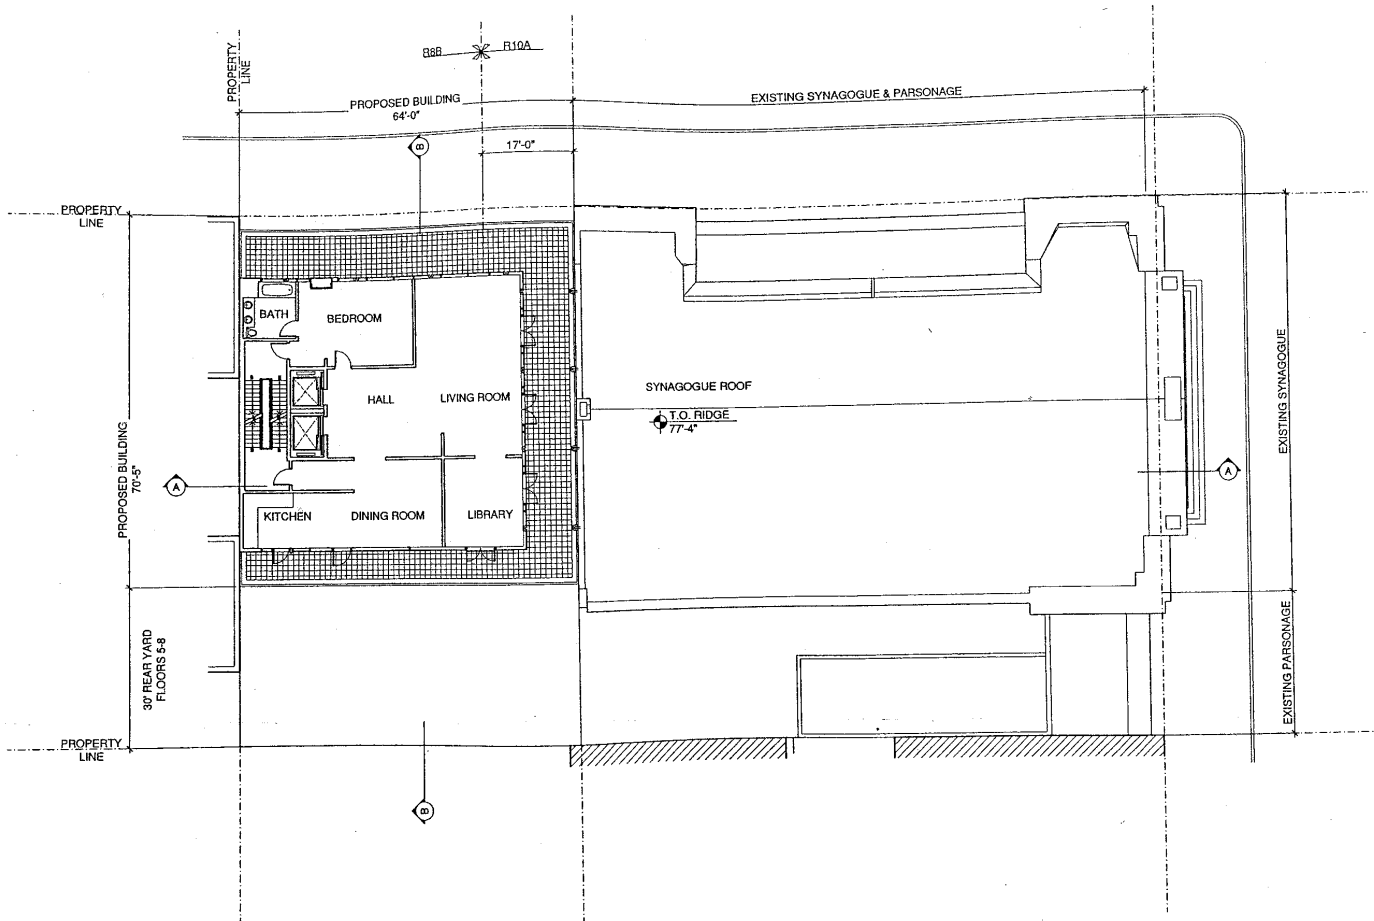 PROPERTY
LINE
R8B
R10A
PROPOSED BUILDING
64'-0"
EXISTING SYNAGOGUE & PARSONAGE
B
17'-0"
PROPERTY
LINE
BATH
BEDROOM
HALL
LIVING ROOM
SYNAGOGUE ROOF
T.O. RIDGE
77'-4"
EXISTING SYNAGOGUE
PROPOSED BUILDING
70'-5"
A
A
KITCHEN
DINING ROOM
LIBRARY
30' REAR YARD
FLOORS 5-8
EXISTING PARSONAGE
PROPERTY
LINE
B